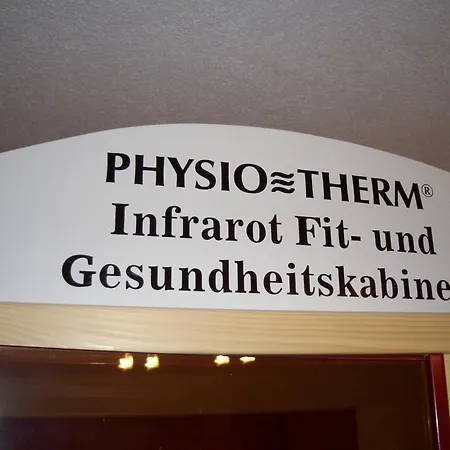 PHYSIO≋THERM®
Infrarot Fit- und
Gesundheitskabine